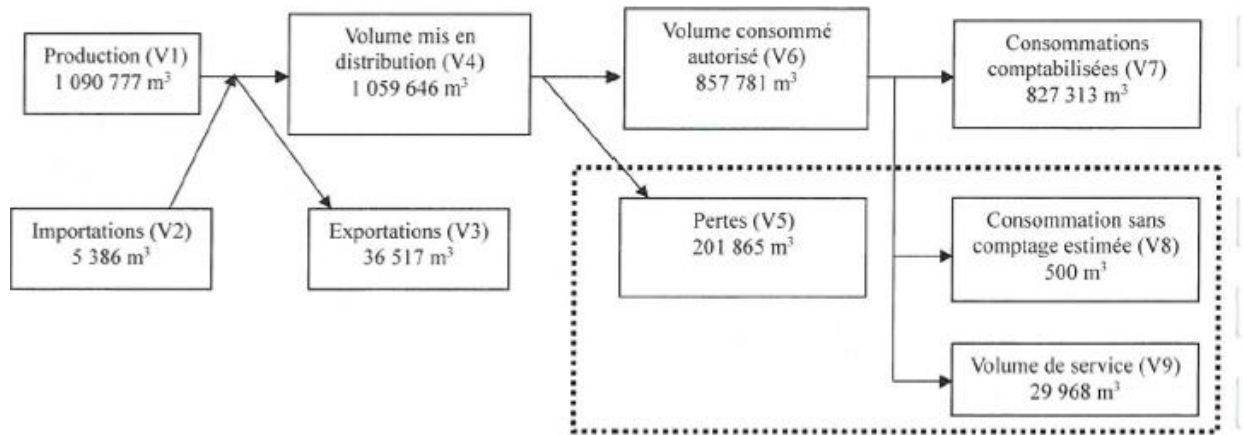 Production (V1)
1 090 777 m³
Volume mis en
distribution (V4)
1 059 646 m³
Volume consommé
autorisé (V6)
857 781 m³
Consommations
comptabilisées (V7)
827 313 m³
Importations (V2)
5 386 m³
Exportations (V3)
36 517 m³
Pertes (V5)
201 865 m³
Consommation sans
comptage estimée (V8)
500 m³
Volume de service (V9)
29 968 m³